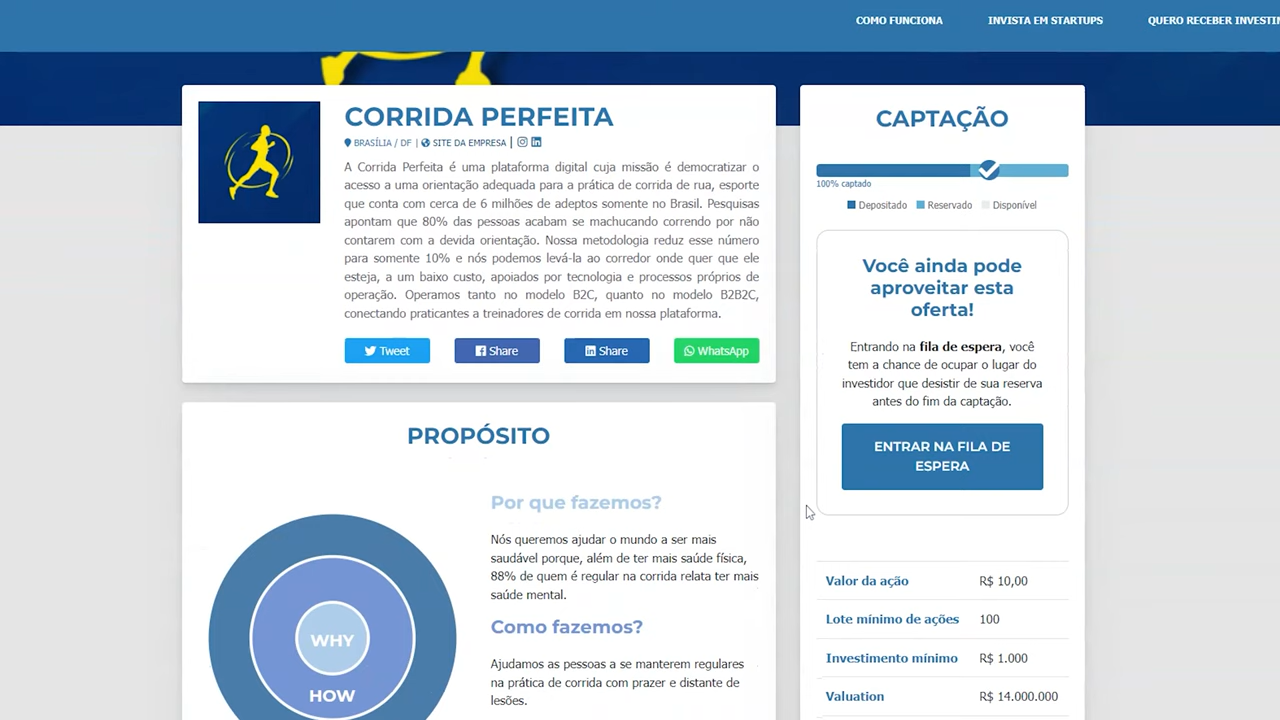 COMO FUNCIONA
INVISTA EM STARTUPS
QUERO RECEBER
CORRIDA PERFEITA
BRASÍLIA / DF | SITE DA EMPRESA |
A Corrida Perfeita é uma plataforma digital cuja missão é democratizar o
acesso a uma orientação adequada para a prática de corrida de rua, esporte
que conta com cerca de 6 milhões de adeptos somente no Brasil. Pesquisas
apontam que 80% das pessoas acabam se machucando correndo por não
contarem com a devida orientação. Nossa metodologia reduz esse número
para somente 10% e nós podemos levá-la ao corredor onde quer que ele
esteja, a um baixo custo, apoiados por tecnologia e processos próprios de
operação. Operamos tanto no modelo B2C, quanto no modelo B2B2C,
conectando praticantes a treinadores de corrida em nossa plataforma.
Tweet
Share
Share
WhatsApp
PROPÓSITO
Por que fazemos?
Nós queremos ajudar o mundo a ser mais
saudável porque, além de ter mais saúde física,
88% de quem é regular na corrida relata ter mais
saúde mental.
Como fazemos?
Ajudamos as pessoas a se manterem regulares
na prática de corrida com prazer e distante de
lesões.
WHY
HOW
CAPTAÇÃO
100% captado
Depositado
Reservado
Disponível
Você ainda pode
aproveitar esta
oferta!
Entrando na fila de espera, você
tem a chance de ocupar o lugar do
investidor que desistir de sua reserva
antes do fim da captação.
ENTRAR NA FILA DE
ESPERA
Valor da ação R$ 10,00
Lote mínimo de ações 100
Investimento mínimo R$ 1.000
Valuation R$ 14.000.000